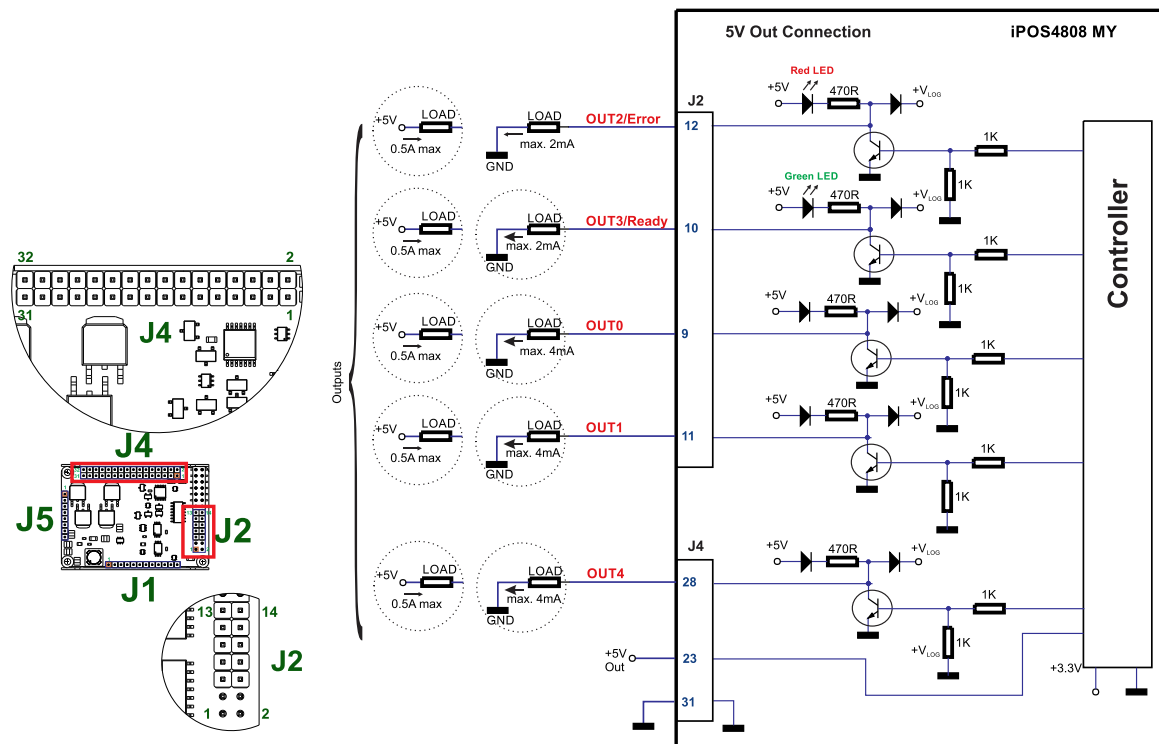 5V Out Connection
iPOS4808 MY
Red LED
+5V
470R
+VLOG
J2
+5V
LOAD
0.5A max
LOAD
max. 2mA
GND
OUT2/Error
12
1K
1K
Controller
Green LED
+5V
470R
+VLOG
+5V
LOAD
0.5A max
LOAD
max. 2mA
GND
OUT3/Ready
10
1K
1K
32
2
31
1
J4
+5V
470R
+VLOG
+5V
LOAD
0.5A max
LOAD
max. 4mA
GND
OUT0
9
1K
1K
Outputs
+5V
470R
+VLOG
+5V
LOAD
0.5A max
LOAD
max. 4mA
GND
OUT1
11
1K
1K
J4
J5
J2
J1
J4
+5V
470R
+VLOG
+5V
LOAD
0.5A max
LOAD
max. 4mA
GND
OUT4
28
1K
1K
+VLOG
13
14
J2
1
2
+5V
Out
23
31
+3.3V